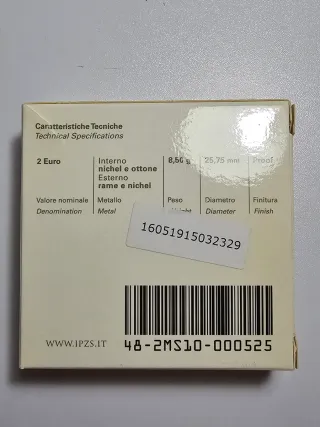 Caratteristiche Tecniche
Technical Specifications
2 Euro
Interno
nichel e ottone
Esterno
rame e nichel
8,50 g
25,75 mm
Proof
Valore nominale
Metallo
Peso
Diametro
Finitura
Denomination
Metal
Diameter
Finish
16051915032329
WWW.IPZS.IT
48-2MS10-000525